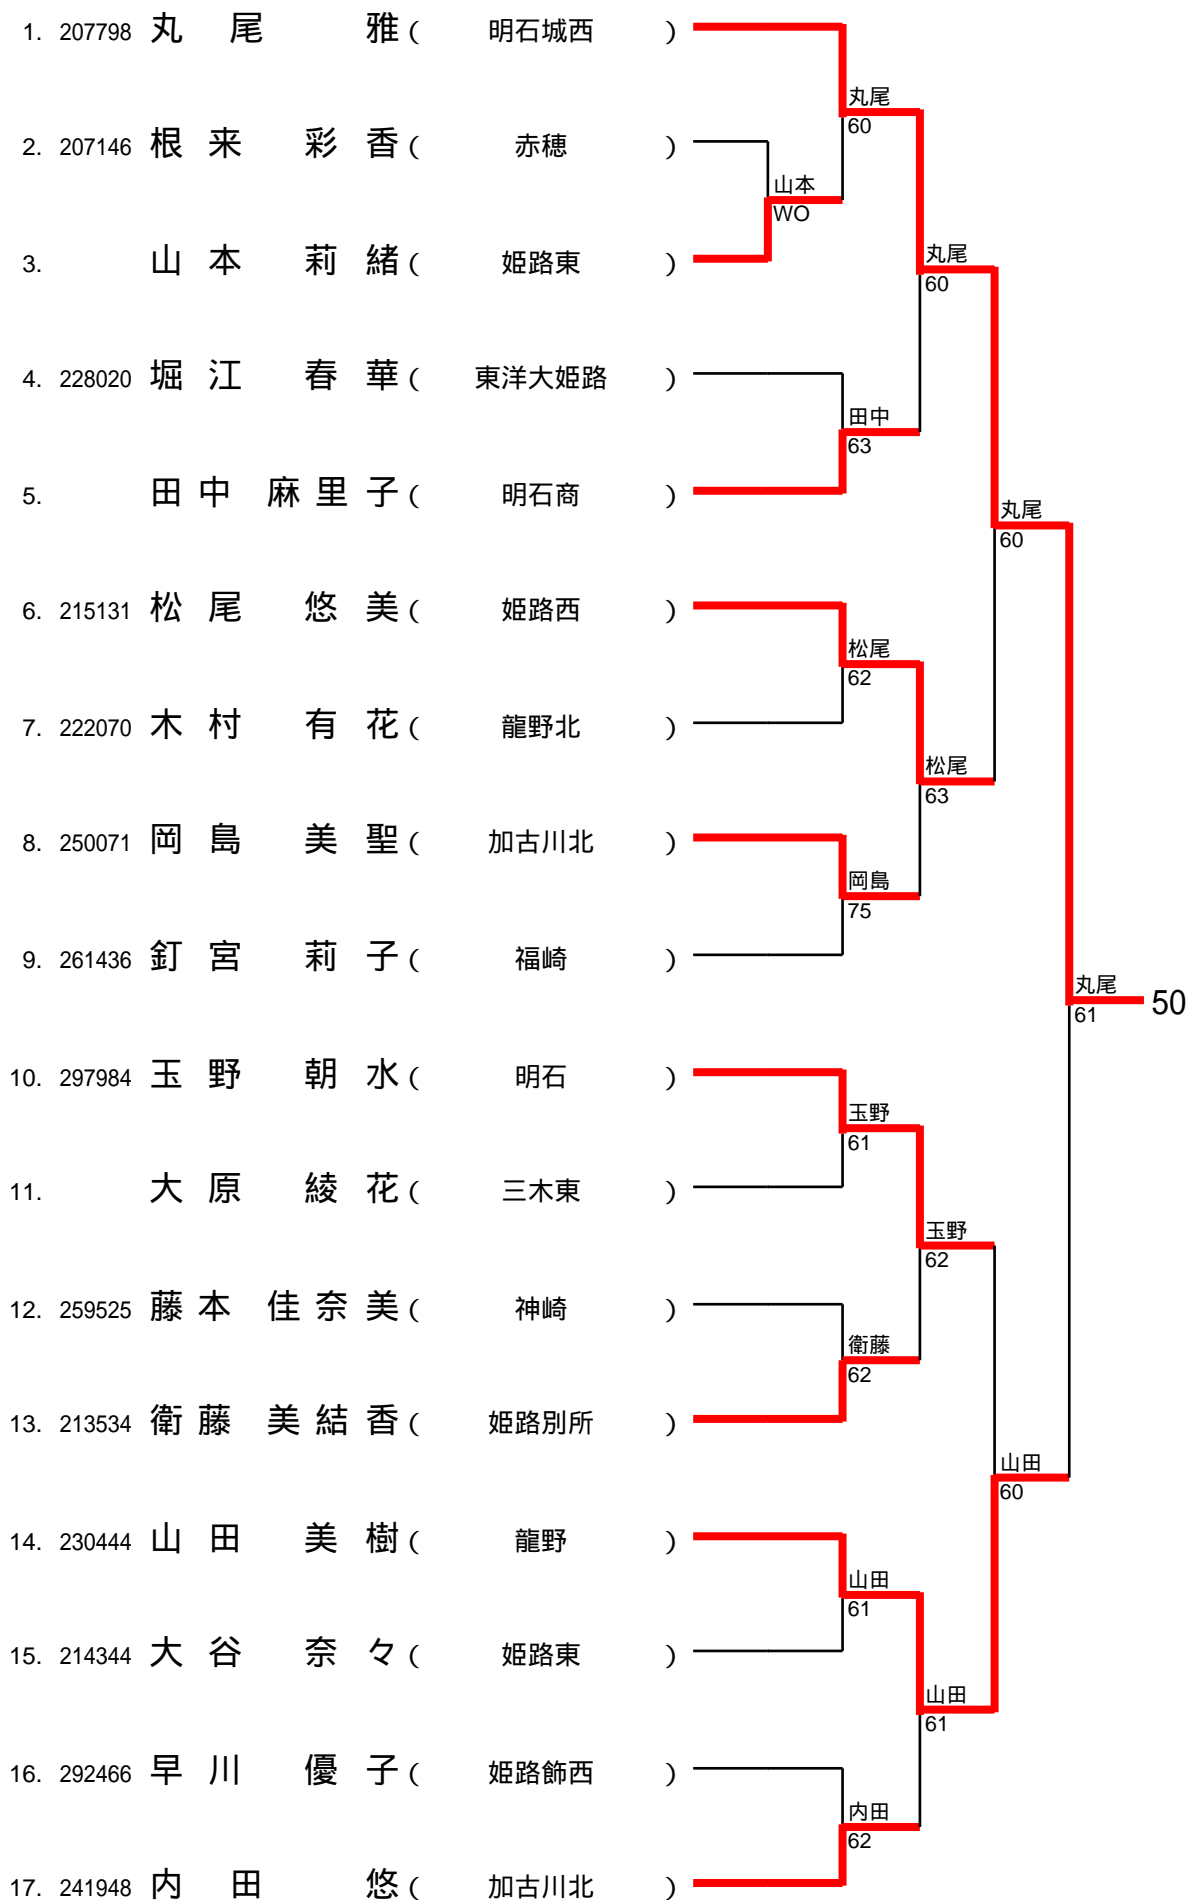 1. 207798 丸尾 雅 ( 明石城西 )
丸尾
60
2. 207146 根来 彩香 ( 赤穂 )
山本
WO
3. 山本 莉緒 ( 姫路東 )
丸尾
60
4. 228020 堀江 春華 ( 東洋大姫路 )
田中
63
5. 田中 麻里子 ( 明石商 )
丸尾
60
6. 215131 松尾 悠美 ( 姫路西 )
松尾
62
7. 222070 木村 有花 ( 龍野北 )
松尾
63
8. 250071 岡島 美聖 ( 加古川北 )
岡島
75
9. 261436 釘宮 莉子 ( 福崎 )
丸尾
61
50
10. 297984 玉野 朝水 ( 明石 )
玉野
61
11. 大原 綾花 ( 三木東 )
玉野
62
12. 259525 藤本 佳奈美 ( 神崎 )
衛藤
62
13. 213534 衛藤 美結香 ( 姫路別所 )
山田
60
14. 230444 山田 美樹 ( 龍野 )
山田
61
15. 214344 大谷 奈々 ( 姫路東 )
山田
61
16. 292466 早川 優子 ( 姫路飾西 )
内田
62
17. 241948 内田 悠 ( 加古川北 )